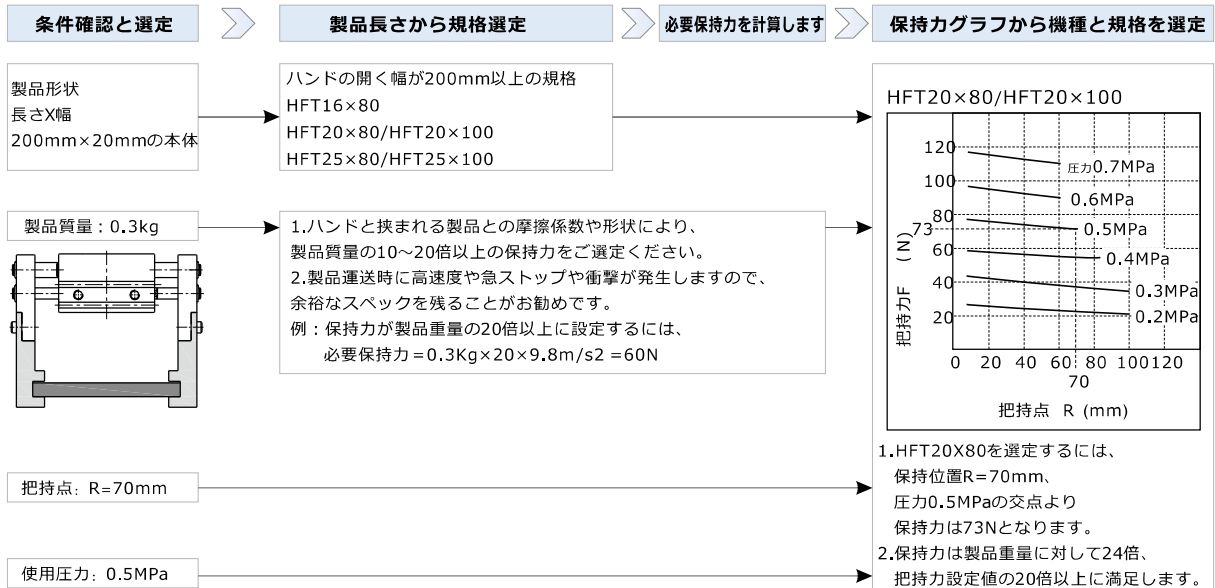 条件確認と選定
製品長さから規格選定
必要保持力を計算します
保持力グラフから機種と規格を選定
製品形状
長さX幅
200mm×20mmの本体
ハンドの開く幅が200mm以上の規格
HFT16×80
HFT20×80/HFT20×100
HFT25×80/HFT25×100
製品質量：0.3kg
1.ハンドと挟まれる製品との摩擦係数や形状により、
製品質量の10～20倍以上の保持力をご選定ください。
2.製品運送時に高速度や急ストップや衝撃が発生しますので、
余裕なスペックを残ることがお勧めです。
例：保持力が製品重量の20倍以上に設定するには、
必要保持力＝0.3Kg×20×9.8m/s2 =60N
把持点: R=70mm
使用圧力: 0.5MPa
HFT20×80/HFT20×100
把持力F (N)
120
100
80
73
60
40
20
圧力0.7MPa
0.6MPa
0.5MPa
0.4MPa
0.3MPa
0.2MPa
0 20 40 60 80 100 120
70
把持点 R (mm)
1.HFT20X80を選定するには、
保持位置R=70mm、
圧力0.5MPaの交点より
保持力は73Nとなります。
2.保持力は製品重量に対して24倍、
把持力設定値の20倍以上に満足します。